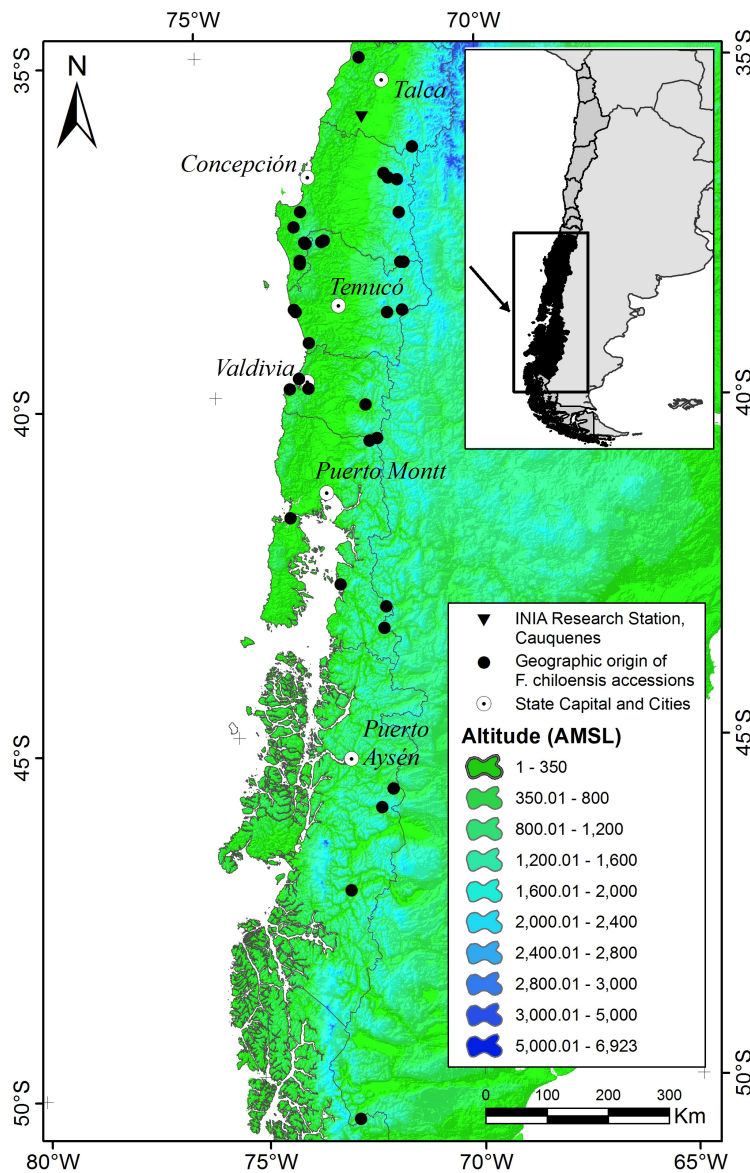 75°W
70°W
35°S
35°S
N
Talca
Concepción
Temucó
Valdivia
40°S
40°S
Puerto Montt
INIA Research Station,
Cauquenes
Geographic origin of
F. chiloensis accessions
State Capital and Cities
Puerto
Aysén
45°S
45°S
Altitude (AMSL)
1 - 350
350.01 - 800
800.01 - 1,200
1,200.01 - 1,600
1,600.01 - 2,000
2,000.01 - 2,400
2,400.01 - 2,800
2,800.01 - 3,000
3,000.01 - 5,000
5,000.01 - 6,923
50°S
50°S
0 100 200 300
Km
80°W
75°W
70°W
65°W